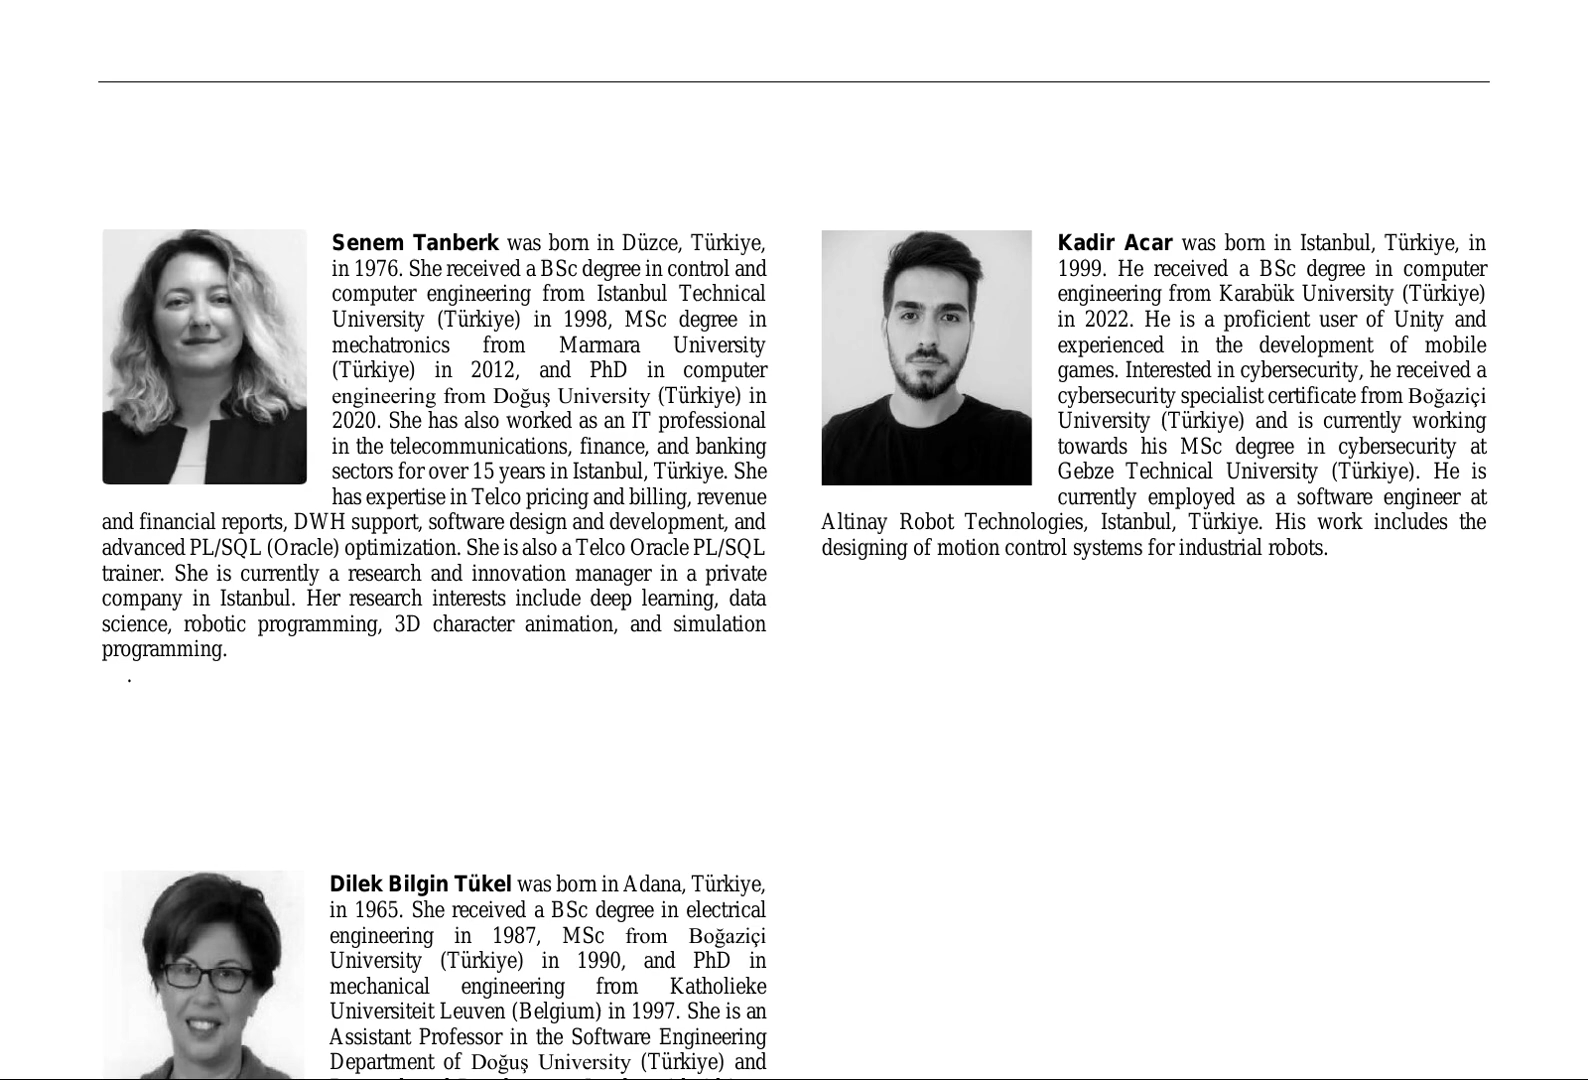 Senem Tanberk was born in Düzce, Türkiye,
in 1976. She received a BSc degree in control and
computer engineering from Istanbul Technical
University (Türkiye) in 1998, MSc degree in
mechatronics from Marmara University
(Türkiye) in 2012, and PhD in computer
engineering from Doğuş University (Türkiye) in
2020. She has also worked as an IT professional
in the telecommunications, finance, and banking
sectors for over 15 years in Istanbul, Türkiye. She
has expertise in Telco pricing and billing, revenue
and financial reports, DWH support, software design and development, and
advanced PL/SQL (Oracle) optimization. She is also a Telco Oracle PL/SQL
trainer. She is currently a research and innovation manager in a private
company in Istanbul. Her research interests include deep learning, data
science, robotic programming, 3D character animation, and simulation
programming.
.
Dilek Bilgin Tükel was born in Adana, Türkiye,
in 1965. She received a BSc degree in electrical
engineering in 1987, MSc from Boğaziçi
University (Türkiye) in 1990, and PhD in
mechanical engineering from Katholieke
Universiteit Leuven (Belgium) in 1997. She is an
Assistant Professor in the Software Engineering
Department of Doğuş University (Türkiye) and
Kadir Acar was born in Istanbul, Türkiye, in
1999. He received a BSc degree in computer
engineering from Karabük University (Türkiye)
in 2022. He is a proficient user of Unity and
experienced in the development of mobile
games. Interested in cybersecurity, he received a
cybersecurity specialist certificate from Boğaziçi
University (Türkiye) and is currently working
towards his MSc degree in cybersecurity at
Gebze Technical University (Türkiye). He is
currently employed as a software engineer at
Altinay Robot Technologies, Istanbul, Türkiye. His work includes the
designing of motion control systems for industrial robots.